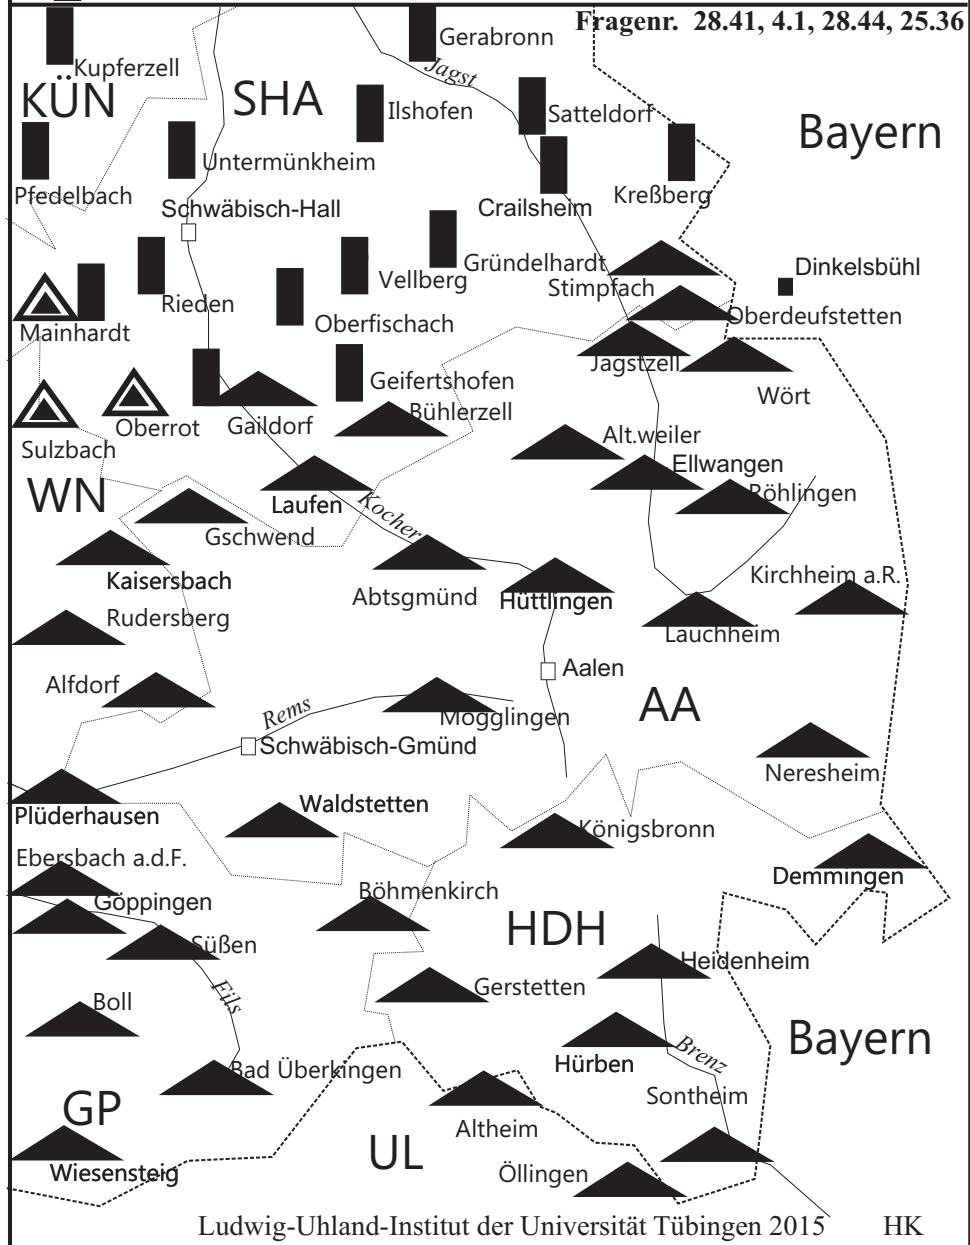 Fragenr. 28.41, 4.1, 28.44, 25.36
Gerabronn
Kupferzell
Jagst
KÜN
SHA
Ilshofen
Satteldorf
Bayern
Untermünkheim
Pfedelbach
Kreßberg
Schwäbisch-Hall
Crailsheim
Gründelhardt
Dinkelsbühl
Vellberg
Stimpfach
Rieden
Oberfischach
Oberdeufstetten
Mainhardt
Jagstzell
Geifertshofen
Wört
Bühlerzell
Oberrot
Gaildorf
Alt.weiler
Sulzbach
Ellwangen
WN
Laufen
Kocher
Röhlingen
Gschwend
Kaisersbach
Kirchheim a.R.
Abtsgmünd
Hüttlingen
Rudersberg
Lauchheim
Aalen
Alfdorf
AA
Rems
Mögglingen
Schwäbisch-Gmünd
Neresheim
Waldstetten
Plüderhausen
Königsbronn
Ebersbach a.d.F.
Demmingen
Böhmenkirch
Göppingen
HDH
Süßen
Heidenheim
Gerstetten
Fils
Boll
Bayern
Brenz
Hürben
Bad Überkingen
Sontheim
GP
Altheim
UL
Wiesensteig
Öllingen
Ludwig-Uhland-Institut der Universität Tübingen 2015 HK